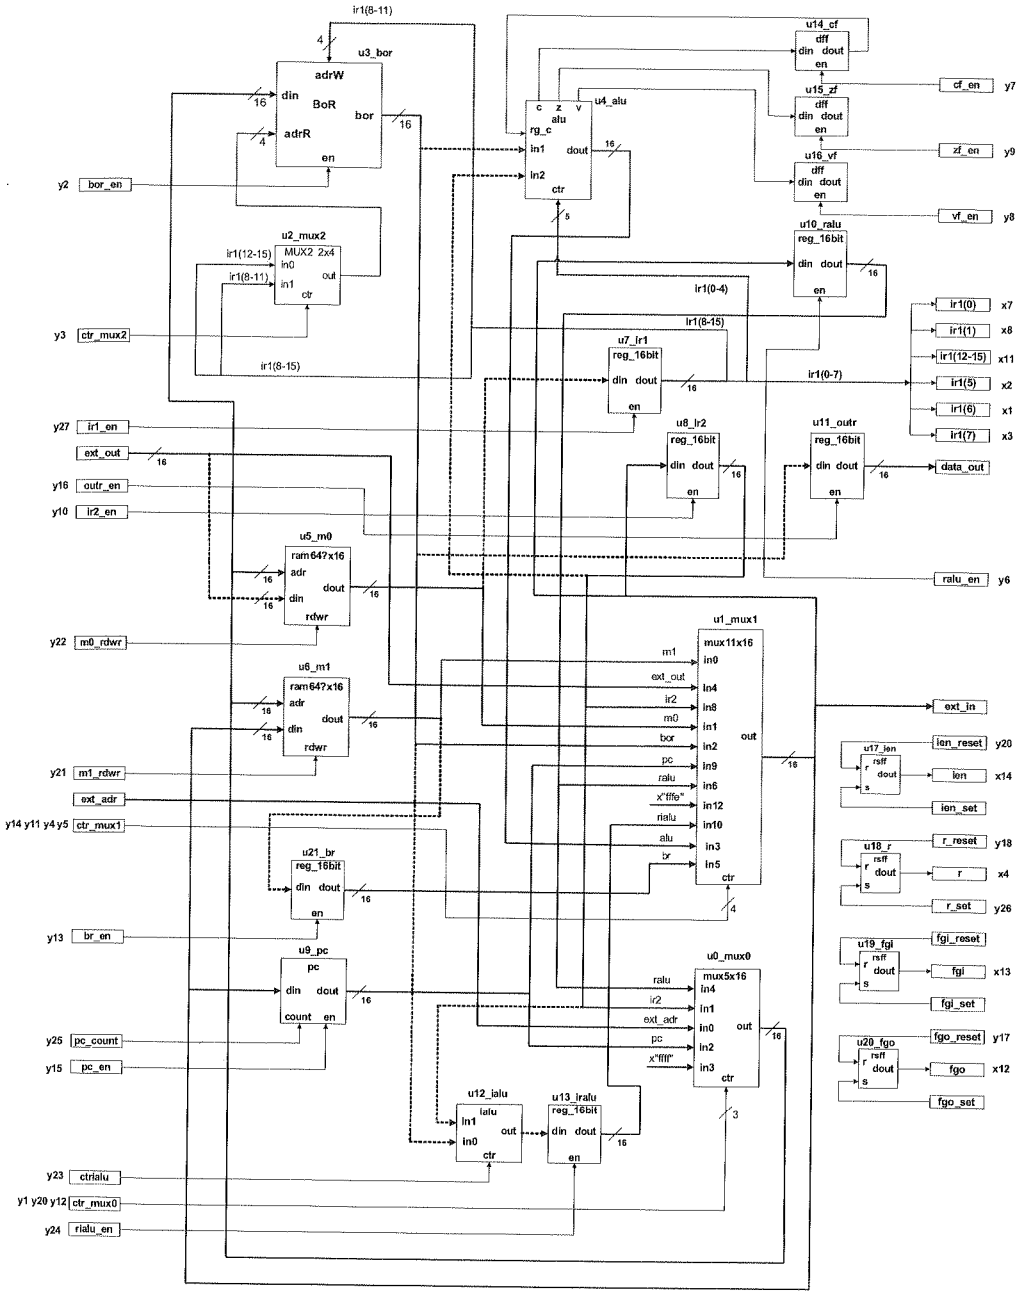 ir1(8-11)
4
u3_bor
adrW
din
BoR
bor
16
16
adrR
4
en
y2 bor_en
u2_mux2
MUX2 2x4
ir1(12-15)
in0
out
ir1(8-11)
in1
ctr
y3 ctr_mux2
ir1(8-15)
u14_cf
dff
din dout
en
cf_en y7
u15_zf
dff
din dout
en
zf_en y9
u16_vf
dff
din dout
en
vf_en y8
c z v
u4_alu
alu
rg_c
in1
dout
16
in2
ctr
5
u10_ralu
reg_16bit
din dout
16
en
ir1(0-4)
ir1(8-15)
u7_ir1
reg_16bit
din dout
16
en
ir1(0-7)
ir1(0) x7
ir1(1) x8
ir1(12-15) x11
ir1(5) x2
ir1(6) x1
ir1(7) x3
y27 ir1_en
ext_out
16
y16 outr_en
y10 ir2_en
u8_ir2
reg_16bit
din dout
16
en
u11_outr
reg_16bit
din dout
16
en
data_out
ralu_en y6
u5_m0
ram64?x16
adr
16
dout
16
din
16
rdwr
y22 m0_rdwr
u6_m1
ram64?x16
adr
16
dout
16
din
16
rdwr
y21 m1_rdwr
ext_adr
y14 y11 y4 y5 ctr_mux1
u1_mux1
mux11x16
m1 in0
ext_out in4
ir2 in8
m0 in1
bor in2
out
16
pc in9
ralu in6
x"fffe" in12
rialu in10
alu in3
br in5
ctr
4
ext_in
u21_br
reg_16bit
din dout
16
en
y13 br_en
u9_pc
pc
din dout
16
count en
y25 pc_count
y15 pc_en
u0_mux0
mux5x16
ralu in4
ir2 in1
ext_adr in0
out
16
pc in2
x"ffff" in3
ctr
3
u12_ialu
ialu
in1
out
in0
ctr
u13_iralu
reg_16bit
din dout
16
en
y23 ctrialu
y1 y20 y12 ctr_mux0
y24 rialu_en
ien_reset y20
u17_ien
rsff
r
dout
s
ien x14
ien_set
r_reset y18
u18_r
rsff
r
dout
s
r x4
r_set y26
fgi_reset
u19_fgi
rsff
r
dout
s
fgi x13
fgi_set
fgo_reset y17
u20_fgo
rsff
r
dout
s
fgo x12
fgo_set